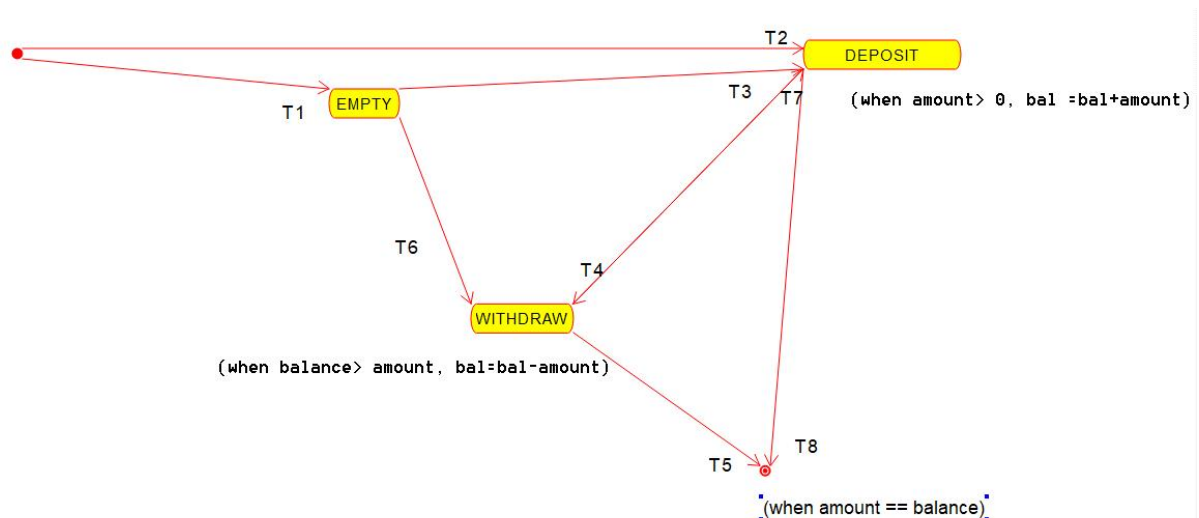 T2
DEPOSIT
T1
EMPTY
T3
T7
(when amount> 0, bal =bal+amount)
T6
T4
WITHDRAW
(when balance> amount, bal=bal-amount)
T5
T8
(when amount == balance)